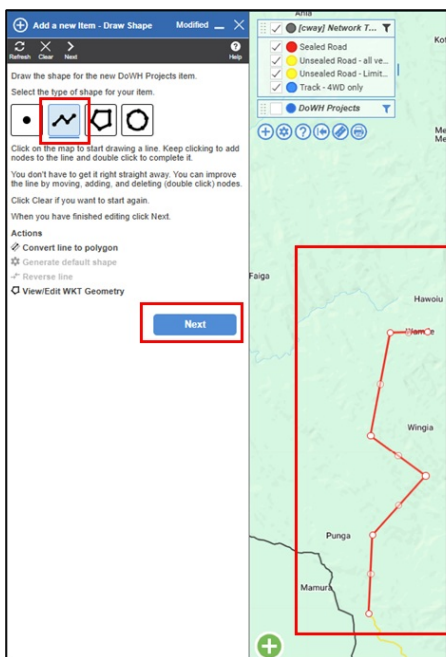 Add a new Item - Draw Shape Modified
Refresh Clear Next Help
Draw the shape for the new DoWH Projects item.
Select the type of shape for your item.
Click on the map to start drawing a line. Keep clicking to add
nodes to the line and double click to complete it.
You don't have to get it right straight away. You can improve
the line by moving, adding, and deleting (double click) nodes.
Click Clear if you want to start again.
When you have finished editing click Next.
Actions
Convert line to polygon
Generate default shape
Reverse line
View/Edit WKT Geometry
Next
[cway] Network T...
Sealed Road
Unsealed Road - all ve...
Unsealed Road - Limit...
Track - 4WD only
DoWH Projects
Faiga
Hawoiu
Wingia
Punga
Mamura